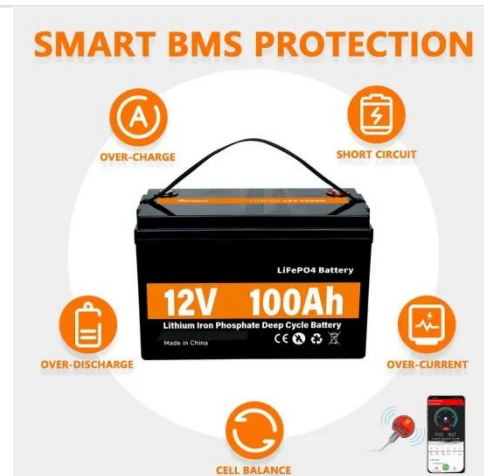 SMART BMS PROTECTION
OVER-CHARGE
SHORT CIRCUIT
LiFePO4 Battery
12V 100Ah
Lithium Iron Phosphate Deep Cycle Battery
Made in China
CE
OVER-DISCHARGE
OVER-CURRENT
CELL BALANCE